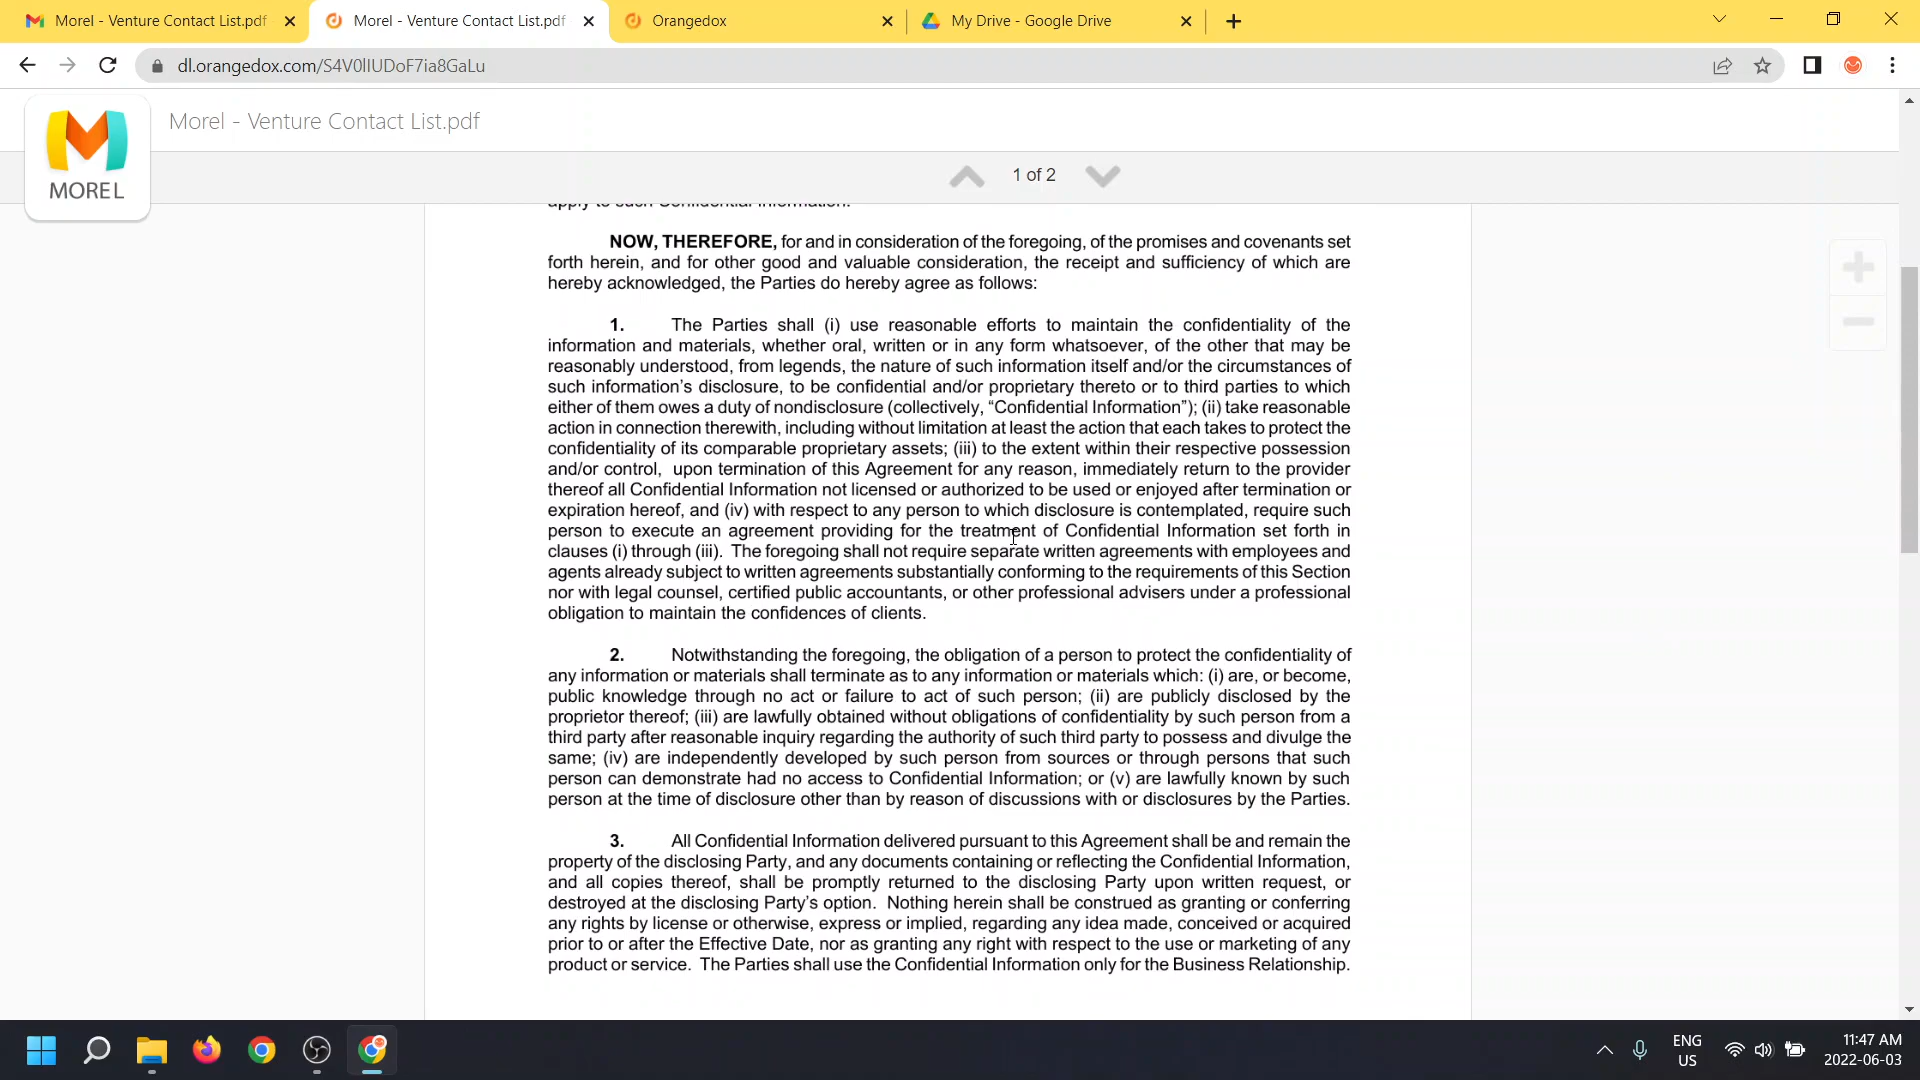 Morel - Venture Contact List.pdf
Morel - Venture Contact List.pdf
Orangedox
My Drive - Google Drive
dl.orangedox.com/S4V0lIUDoF7ia8GaLu
MOREL
Morel - Venture Contact List.pdf
1 of 2
apply to such Confidential Information.
NOW, THEREFORE, for and in consideration of the foregoing, of the promises and covenants set
forth herein, and for other good and valuable consideration, the receipt and sufficiency of which are
hereby acknowledged, the Parties do hereby agree as follows:
1. The Parties shall (i) use reasonable efforts to maintain the confidentiality of the
information and materials, whether oral, written or in any form whatsoever, of the other that may be
reasonably understood, from legends, the nature of such information itself and/or the circumstances of
such information's disclosure, to be confidential and/or proprietary thereto or to third parties to which
either of them owes a duty of nondisclosure (collectively, “Confidential Information”); (ii) take reasonable
action in connection therewith, including without limitation at least the action that each takes to protect the
confidentiality of its comparable proprietary assets; (iii) to the extent within their respective possession
and/or control, upon termination of this Agreement for any reason, immediately return to the provider
thereof all Confidential Information not licensed or authorized to be used or enjoyed after termination or
expiration hereof, and (iv) with respect to any person to which disclosure is contemplated, require such
person to execute an agreement providing for the treatment of Confidential Information set forth in
clauses (i) through (iii). The foregoing shall not require separate written agreements with employees and
agents already subject to written agreements substantially conforming to the requirements of this Section
nor with legal counsel, certified public accountants, or other professional advisers under a professional
obligation to maintain the confidences of clients.
2. Notwithstanding the foregoing, the obligation of a person to protect the confidentiality of
any information or materials shall terminate as to any information or materials which: (i) are, or become,
public knowledge through no act or failure to act of such person; (ii) are publicly disclosed by the
proprietor thereof; (iii) are lawfully obtained without obligations of confidentiality by such person from a
third party after reasonable inquiry regarding the authority of such third party to possess and divulge the
same; (iv) are independently developed by such person from sources or through persons that such
person can demonstrate had no access to Confidential Information; or (v) are lawfully known by such
person at the time of disclosure other than by reason of discussions with or disclosures by the Parties.
3. All Confidential Information delivered pursuant to this Agreement shall be and remain the
property of the disclosing Party, and any documents containing or reflecting the Confidential Information,
and all copies thereof, shall be promptly returned to the disclosing Party upon written request, or
destroyed at the disclosing Party's option. Nothing herein shall be construed as granting or conferring
any rights by license or otherwise, express or implied, regarding any idea made, conceived or acquired
prior to or after the Effective Date, nor as granting any right with respect to the use or marketing of any
product or service. The Parties shall use the Confidential Information only for the Business Relationship.
ENG
US
11:47 AM
2022-06-03